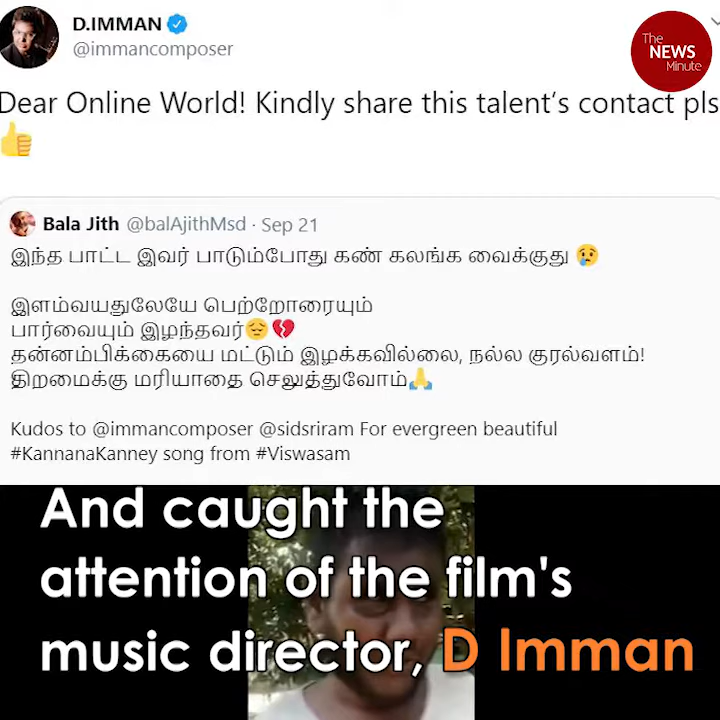 D.IMMAN
@immancomposer
The
NEWS
Minute
Dear Online World! Kindly share this talent's contact pls
👍
Bala Jith @balAjithMsd · Sep 21
இந்த பாட்ட இவர் பாடும்போது கண் கலங்க வைக்குது 😢
இளம்வயதுலேயே பெற்றோரையும்
பார்வையும் இழந்தவர்😔💔
தன்னம்பிக்கையை மட்டும் இழக்கவில்லை, நல்ல குரல்வளம்!
திறமைக்கு மரியாதை செலுத்துவோம்🙏
Kudos to @immancomposer @sidsriram For evergreen beautiful
#KannanaKanney song from #Viswasam
And caught the
attention of the film's
music director, D Imman